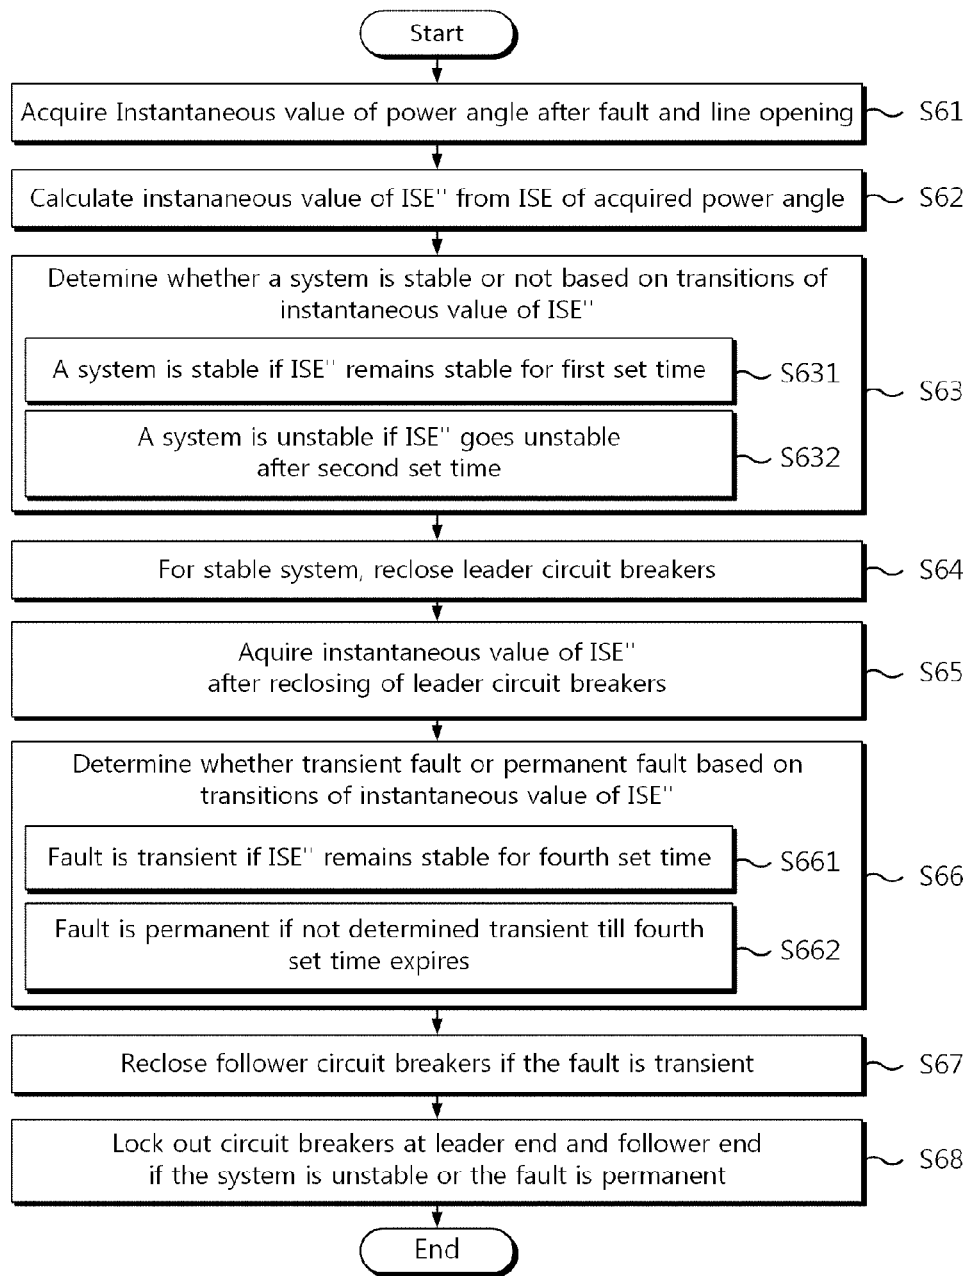 Start
Acquire Instantaneous value of power angle after fault and line opening
S61
Calculate instananeous value of ISE'' from ISE of acquired power angle
S62
Detemine whether a system is stable or not based on transitions of
instantaneous value of ISE''
A system is stable if ISE'' remains stable for first set time
S631
S63
A system is unstable if ISE'' goes unstable
after second set time
S632
For stable system, reclose leader circuit breakers
S64
Aquire instantaneous value of ISE''
after reclosing of leader circuit breakers
S65
Determine whether transient fault or permanent fault based on
transitions of instantaneous value of ISE''
Fault is transient if ISE'' remains stable for fourth set time
S661
S66
Fault is permanent if not determined transient till fourth
set time expires
S662
Reclose follower circuit breakers if the fault is transient
S67
Lock out circuit breakers at leader end and follower end
if the system is unstable or the fault is permanent
S68
End